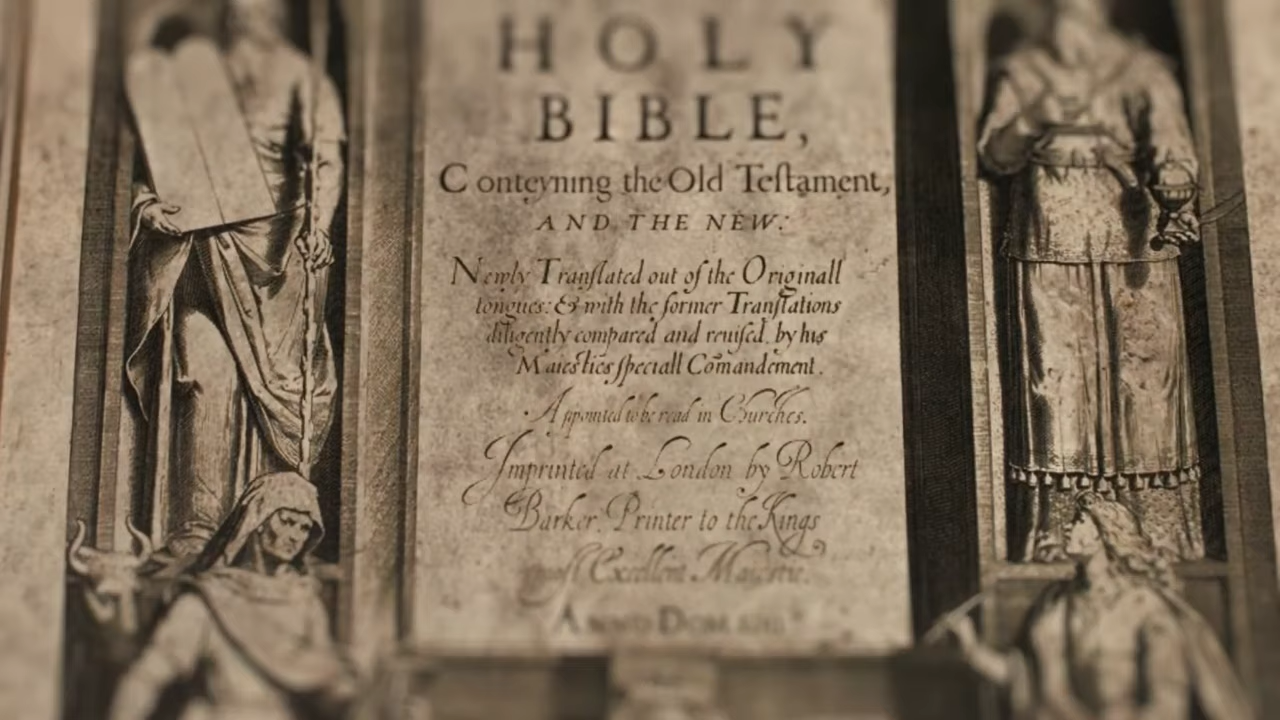 HOLY
BIBLE,
Conteyning the Old Teſtament,
AND THE NEW:
Newly Tranſlated out of the Originall
tongues: & with the former Tranſlations
diligently compared and reuiſed, by his
Maieſties ſpeciall Comandement.
Appointed to be read in Churches.
Imprinted at London by Robert
Barker, Printer to the Kings
moſt Excellent Maieſtie.